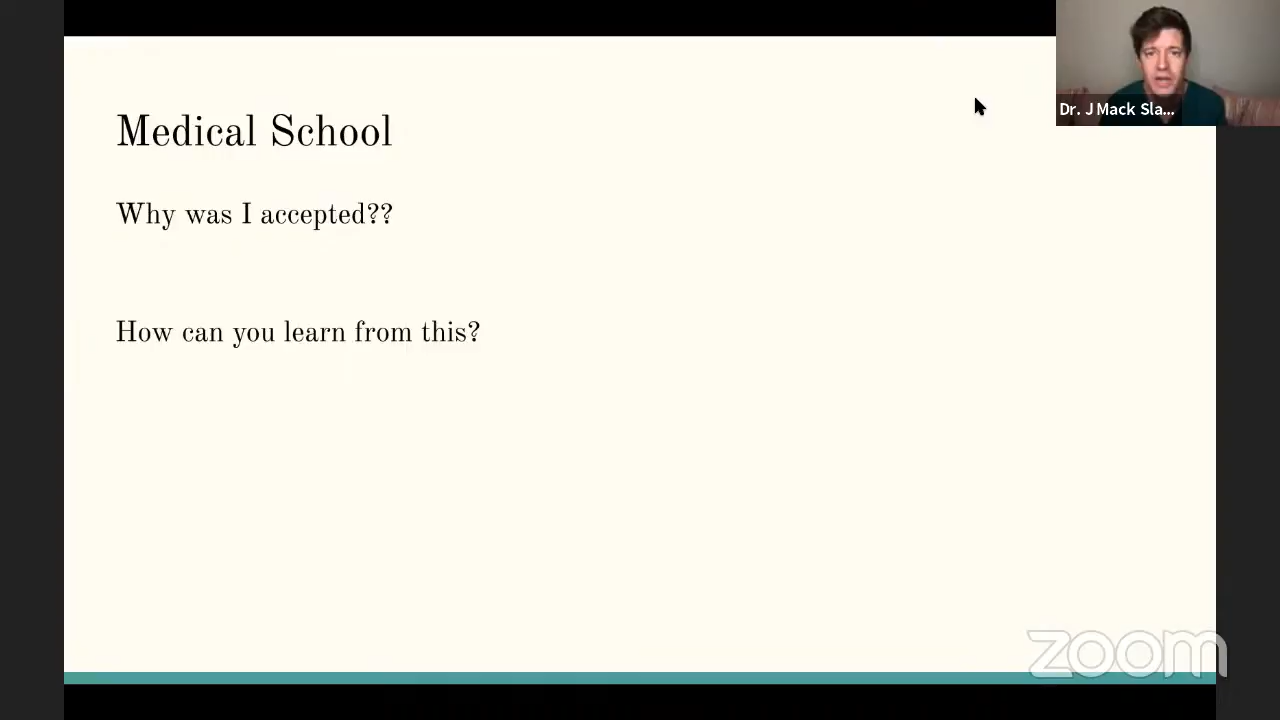 Medical School
Why was I accepted??
How can you learn from this?
Dr. J Mack Sla...
zoom